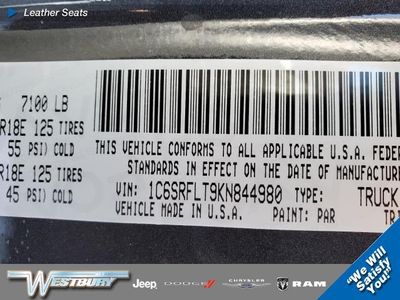 Leather Seats
7100 LB
R18E 125 TIRES
55 PSI) COLD
R18E 125 TIRES
45 PSI) COLD
THIS VEHICLE CONFORMS TO ALL APPLICABLE U.S.A. FEDER
STANDARDS IN EFFECT ON THE DATE OF MANUFACTURE
VIN: 1C6SRFLT9KN844980 TYPE: TRUCK
VEHICLE MADE IN U.S.A. PAINT: PAR TRI
WESTBURY
Jeep DODGE CHRYSLER RAM
"We Will
Satisfy
You!"